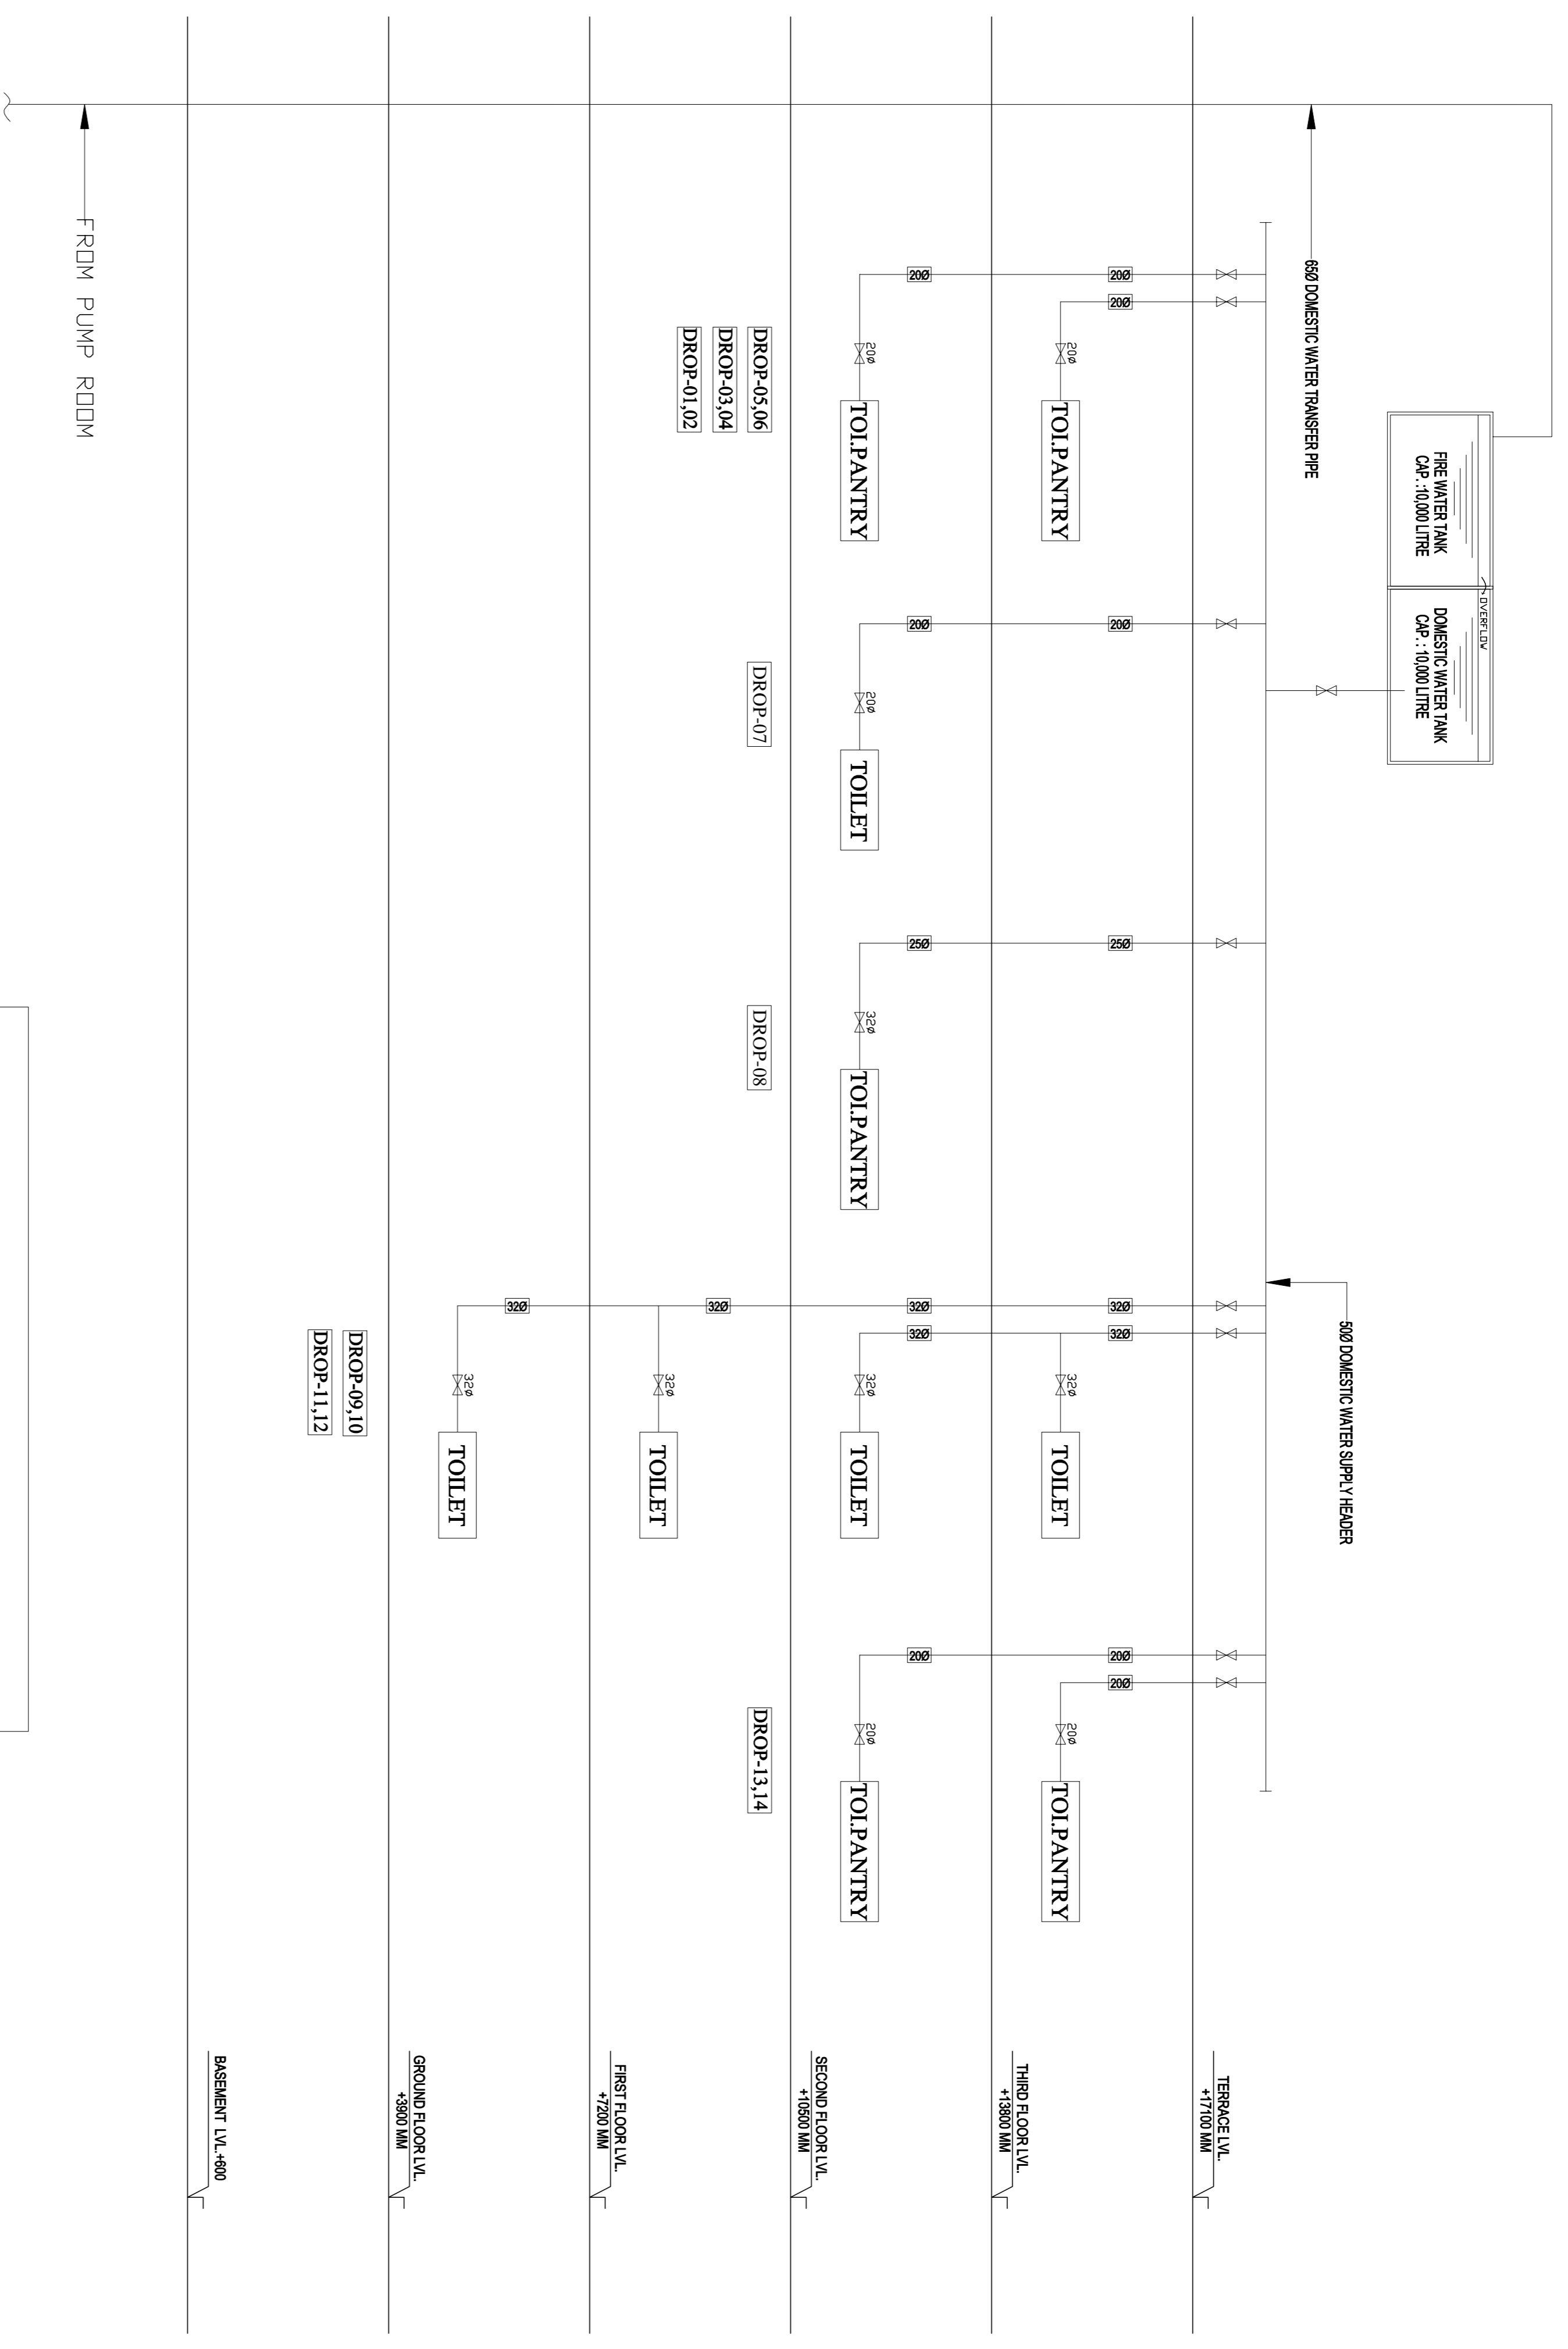 FIRE WATER TANK
CAP. :10,000 LITRE
OVERFLOW
DOMESTIC WATER TANK
CAP. : 10,000 LITRE
65Ø DOMESTIC WATER TRANSFER PIPE
50Ø DOMESTIC WATER SUPPLY HEADER
TERRACE LVL.
+17100 MM
20Ø
20Ø
20Ø
25Ø
32Ø
32Ø
20Ø
20Ø
20Ø
TOI.PANTRY
32Ø
TOILET
20Ø
TOI.PANTRY
THIRD FLOOR LVL.
+13800 MM
20Ø
20Ø
25Ø
32Ø
32Ø
20Ø
20Ø
TOI.PANTRY
20Ø
TOILET
32Ø
TOI.PANTRY
32Ø
TOILET
20Ø
TOI.PANTRY
SECOND FLOOR LVL.
+10500 MM
DROP-05,06
DROP-03,04
DROP-01,02
DROP-07
DROP-08
32Ø
DROP-13,14
32Ø
TOILET
FIRST FLOOR LVL.
+7200 MM
32Ø
32Ø
TOILET
GROUND FLOOR LVL.
+3900 MM
DROP-09,10
DROP-11,12
BASEMENT LVL.+600
FROM PUMP ROOM